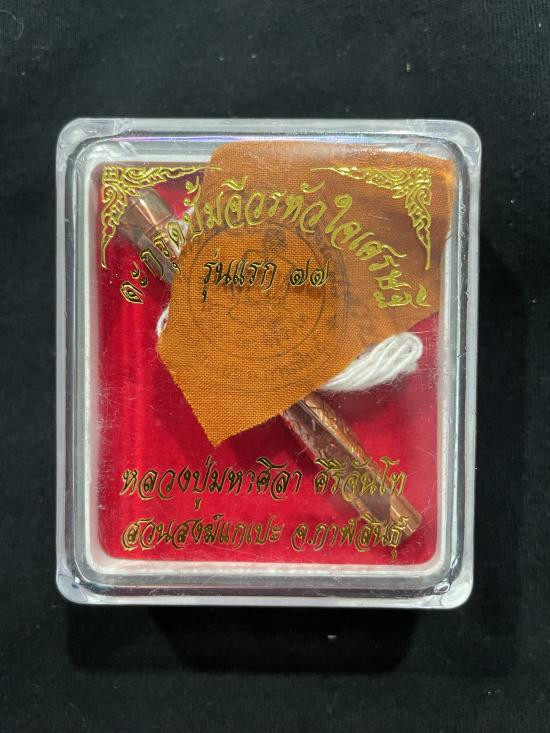 ตะกรุดปั้มจีวรหัวใจเศรษฐี
รุ่นแรก ๗๗
หลวงปู่มหาศิลา ศิริจันโท
สวนสงฆ์แกเปะ จ.กาฬสินธุ์